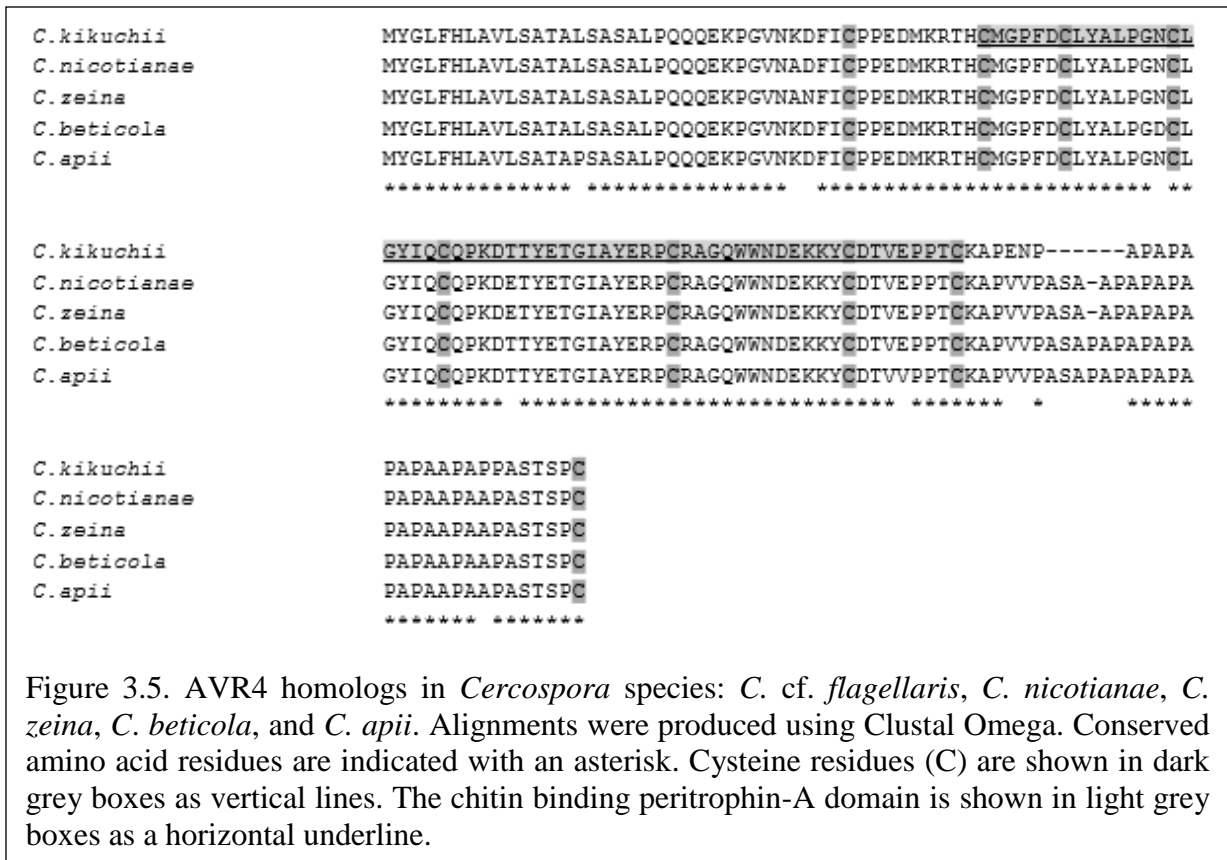 C.kikuchii MYGLFHLAVLSATALSASALPQQQEKPGVNKDFICPPEDMKRTHCMGPFDCLYALPGNCL
C.nicotianae MYGLFHLAVLSATALSASALPQQQEKPGVNADFICPPEDMKRTHCMGPFDCLYALPGNCL
C.zeina MYGLFHLAVLSATALSASALPQQQEKPGVNANFICPPEDMKRTHCMGPFDCLYALPGNCL
C.beticola MYGLFHLAVLSATALSASALPQQQEKPGVNKDFICPPEDMKRTHCMGPFDCLYALPGDCL
C.apii MYGLFHLAVLSATAPSASALPQQQEKPGVNKDFICPPEDMKRTHCMGPFDCLYALPGNCL
************** ***************  ************************* **
C.kikuchii GYIQCQPKDTTYETGIAYERPCRAGQWWNDEKKYCDTVEPPTCKAPENP------APAPA
C.nicotianae GYIQCQPKDETYETGIAYERPCRAGQWWNDEKKYCDTVEPPTCKAPVVPASA-APAPAPA
C.zeina GYIQCQPKDETYETGIAYERPCRAGQWWNDEKKYCDTVEPPTCKAPVVPASA-APAPAPA
C.beticola GYIQCQPKDTTYETGIAYERPCRAGQWWNDEKKYCDTVEPPTCKAPVVPASAPAPAPAPA
C.apii GYIQCQPKDTTYETGIAYERPCRAGQWWNDEKKYCDTVVPPTCKAPVVPASAPAPAPAPA
********* **************************** *******  *      *****
C.kikuchii PAPAAPAPPASTSPC
C.nicotianae PAPAAPAAPASTSPC
C.zeina PAPAAPAAPASTSPC
C.beticola PAPAAPAAPASTSPC
C.apii PAPAAPAAPASTSPC
******* *******
Figure 3.5. AVR4 homologs in Cercospora species: C. cf. flagellaris, C. nicotianae, C.
zeina, C. beticola, and C. apii. Alignments were produced using Clustal Omega. Conserved
amino acid residues are indicated with an asterisk. Cysteine residues (C) are shown in dark
grey boxes as vertical lines. The chitin binding peritrophin-A domain is shown in light grey
boxes as a horizontal underline.